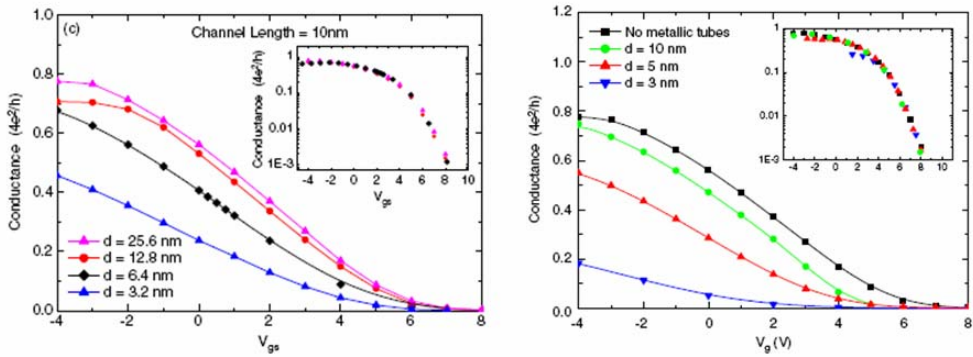 (c)
Channel Length = 10nm
Conductance (4e²/h)
1.0
0.8
0.6
0.4
0.2
0.0
-4 -2 0 2 4 6 8
V gs
d = 25.6 nm
d = 12.8 nm
d = 6.4 nm
d = 3.2 nm
Conductance (4e²/h)
1
0.1
0.01
1E-3
-4 -2 0 2 4 6 8 10
V gs
Conductance (4e²/h)
1.2
1.0
0.8
0.6
0.4
0.2
0.0
-4 -2 0 2 4 6 8
V g (V)
No metallic tubes
d = 10 nm
d = 5 nm
d = 3 nm
1
0.1
0.01
1E-3
-4 -2 0 2 4 6 8 10